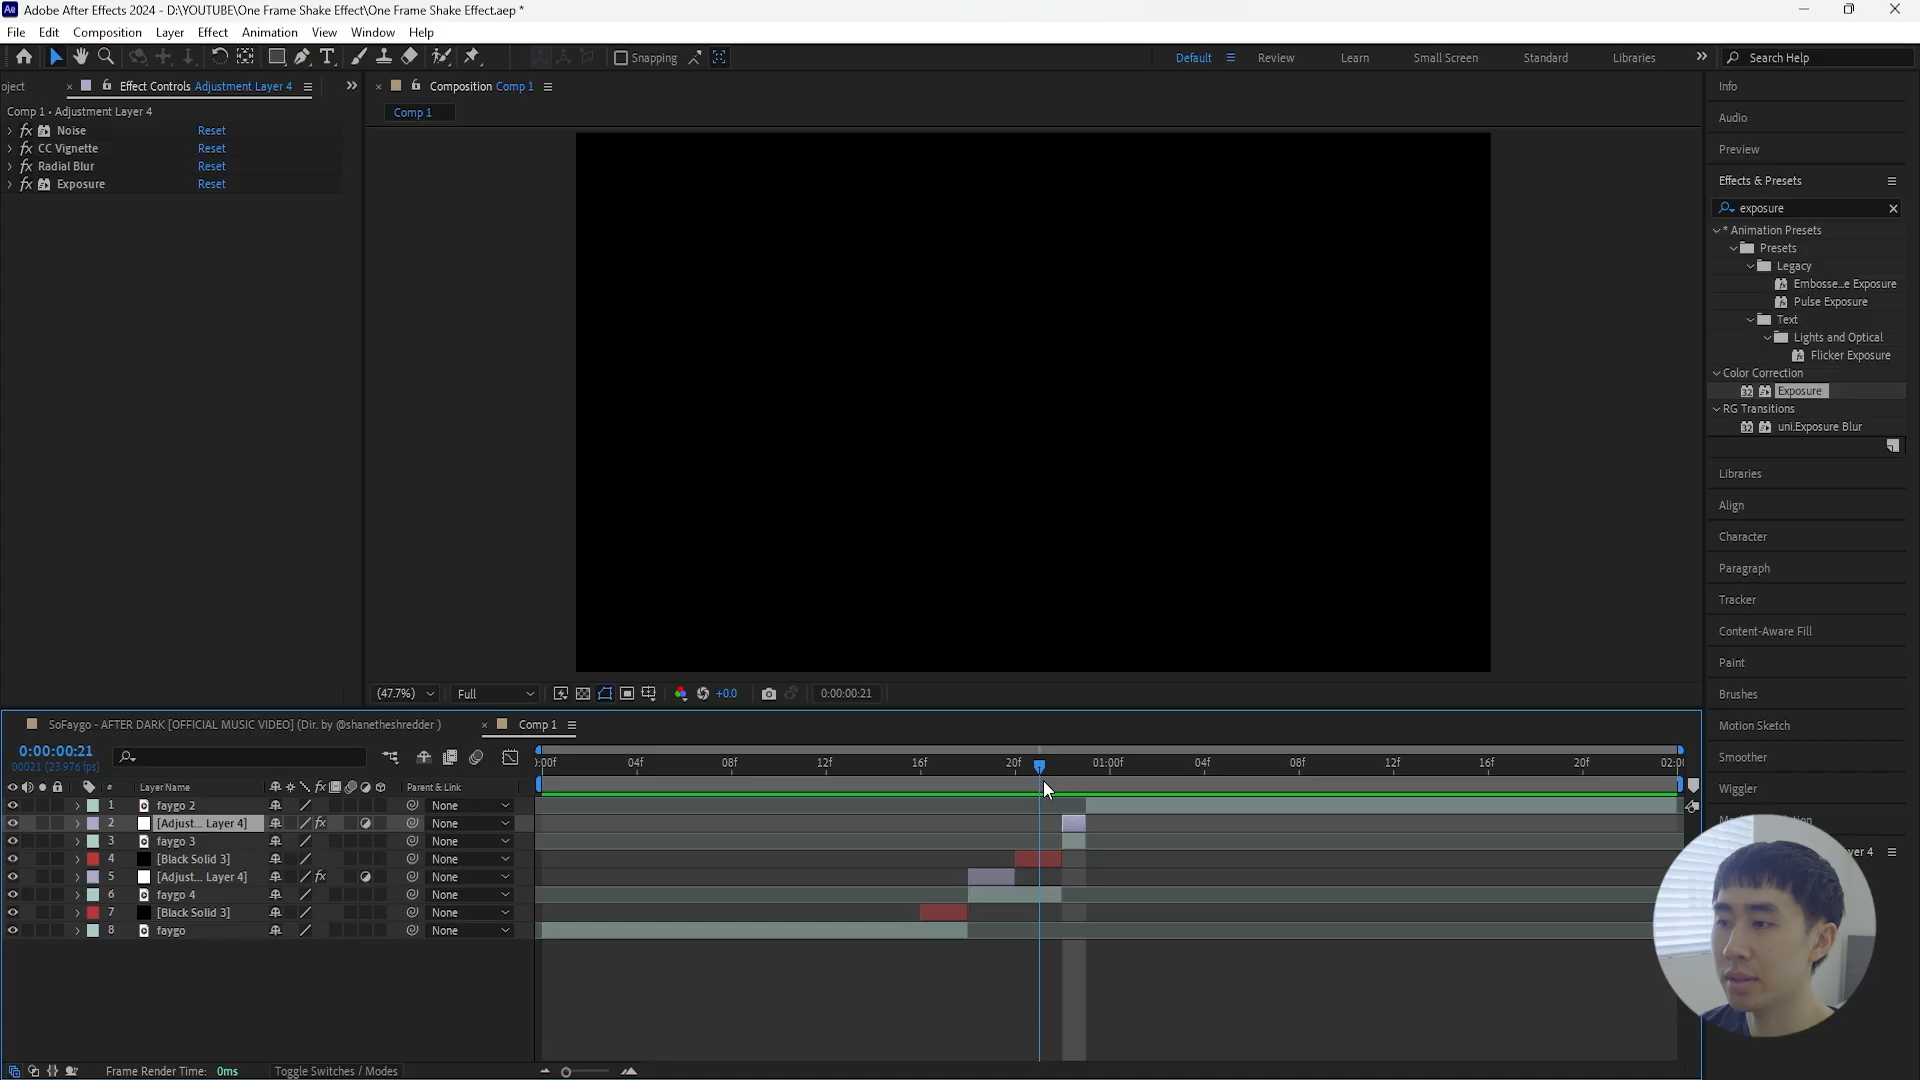 Adobe After Effects 2024 - D:\YOUTUBE\One Frame Shake Effect\One Frame Shake Effect.aep *
File Edit Composition Layer Effect Animation View Window Help
Snapping
Default Review Learn Small Screen Standard Libraries
Search Help
oject
Effect Controls Adjustment Layer 4
Comp 1 • Adjustment Layer 4
fx Noise Reset
fx CC Vignette Reset
fx Radial Blur Reset
fx Exposure Reset
Composition Comp 1
Comp 1
(47.7%) Full +0.0 0:00:00:21
Info
Audio
Preview
Effects & Presets
exposure
* Animation Presets
Presets
Legacy
Embosse...e Exposure
Pulse Exposure
Text
Lights and Optical
Flicker Exposure
Color Correction
32 Exposure
RG Transitions
32 uni.Exposure Blur
Libraries
Align
Character
Paragraph
Tracker
Content-Aware Fill
Paint
Brushes
Motion Sketch
Smoother
Wiggler
yer 4
SoFaygo - AFTER DARK [OFFICIAL MUSIC VIDEO] (Dir. by @shanetheshredder )
Comp 1
0:00:00:21
00021 (23.976 fps)
):00f 04f 08f 12f 16f 20f 01:00f 04f 08f 12f 16f 20f 02:00
# Layer Name fx Parent & Link
1 faygo 2 None
2 [Adjust... Layer 4] fx None
3 faygo 3 None
4 [Black Solid 3] None
5 [Adjust... Layer 4] fx None
6 faygo 4 None
7 [Black Solid 3] None
8 faygo None
Frame Render Time: 0ms Toggle Switches / Modes